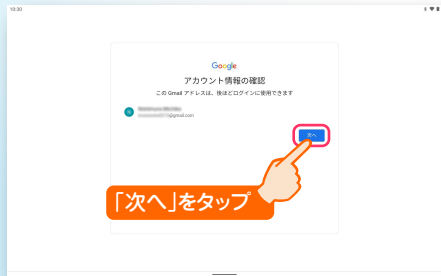 10:30
Google
アカウント情報の確認
この Gmail アドレスは、後ほどログインに使用できます
@gmail.com
次へ
「次へ」をタップ